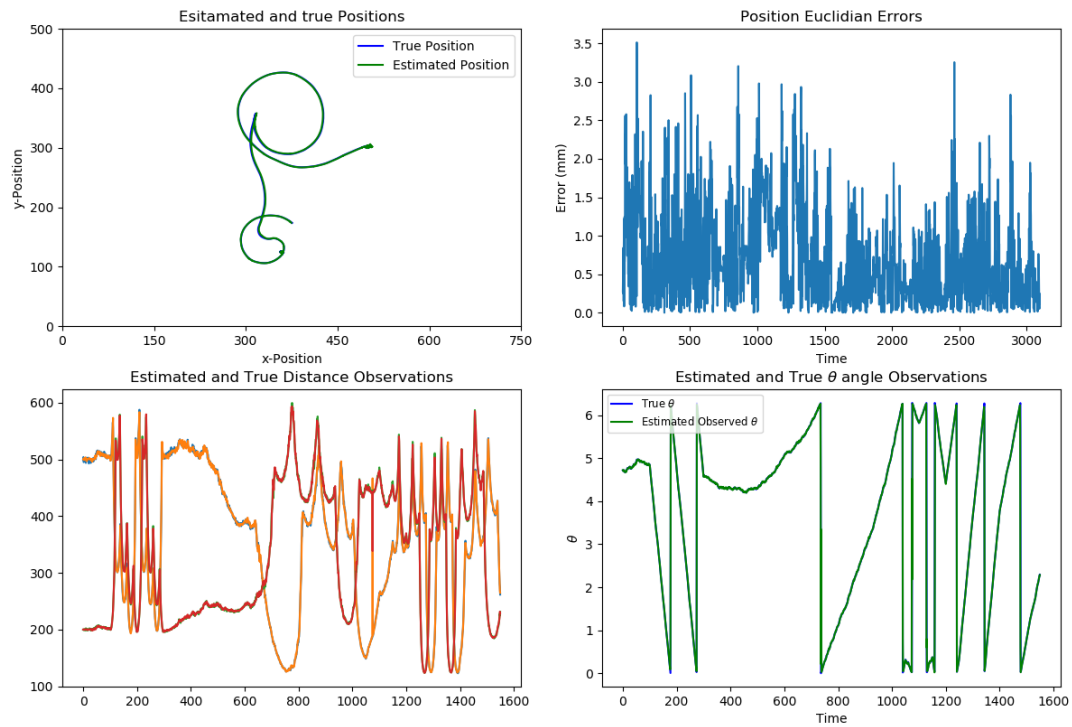 Esitamated and true Positions
500
400
300
200
100
0
y-Position
True Position
Estimated Position
0 150 300 450 600 750
x-Position
Position Euclidian Errors
3.5
3.0
2.5
2.0
1.5
1.0
0.5
0.0
Error (mm)
0 500 1000 1500 2000 2500 3000
Time
Estimated and True Distance Observations
600
500
400
300
200
100
0 200 400 600 800 1000 1200 1400 1600
Estimated and True θ angle Observations
6
5
4
3
2
1
0
θ
True θ
Estimated Observed θ
0 200 400 600 800 1000 1200 1400 1600
Time